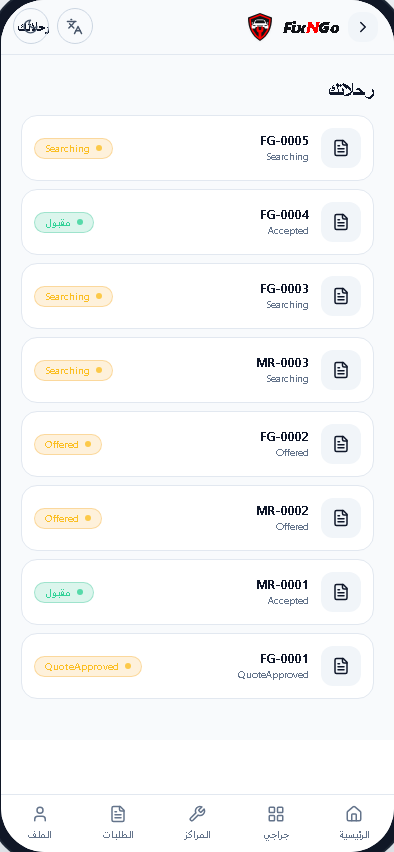 FixNGo
رحلاتك
رحلاتك
FG-0005
Searching
Searching
FG-0004
Accepted
مقبول
FG-0003
Searching
Searching
MR-0003
Searching
Searching
FG-0002
Offered
Offered
MR-0002
Offered
Offered
MR-0001
Accepted
مقبول
FG-0001
QuoteApproved
QuoteApproved
الرئيسية
جراجي
المراكز
الطلبات
الملف